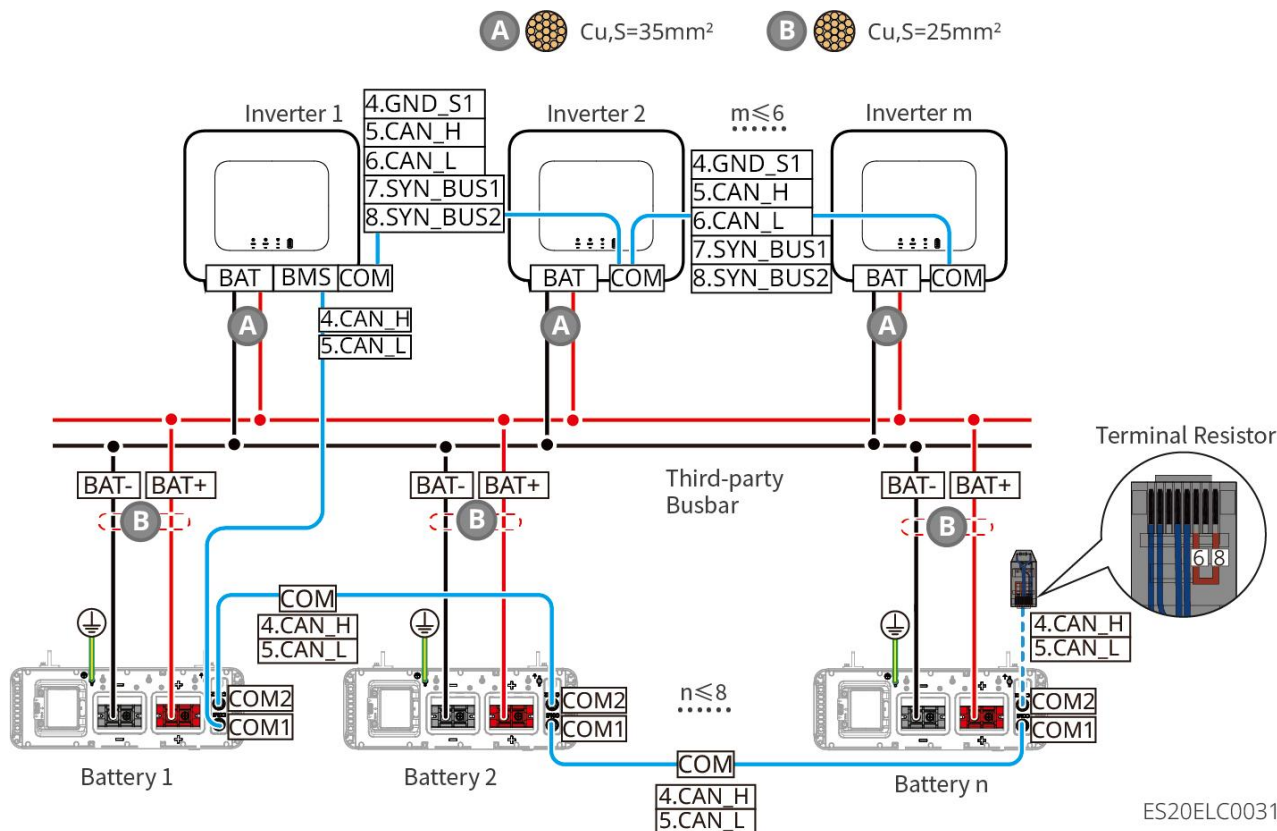 A Cu,S=35mm²
B Cu,S=25mm²
Inverter 1
4.GND_S1
5.CAN_H
6.CAN_L
7.SYN_BUS1
8.SYN_BUS2
Inverter 2
m≤6
4.GND_S1
5.CAN_H
6.CAN_L
7.SYN_BUS1
8.SYN_BUS2
Inverter m
BAT
BMS
COM
BAT
COM
BAT
COM
A
4.CAN_H
5.CAN_L
A
A
Terminal Resistor
6 8
BAT-
BAT+
B
BAT-
BAT+
B
Third-party
Busbar
BAT-
BAT+
B
COM
4.CAN_H
5.CAN_L
4.CAN_H
5.CAN_L
COM2
COM1
COM2
COM1
n≤8
COM2
COM1
Battery 1
Battery 2
COM
4.CAN_H
5.CAN_L
Battery n
ES20ELC0031